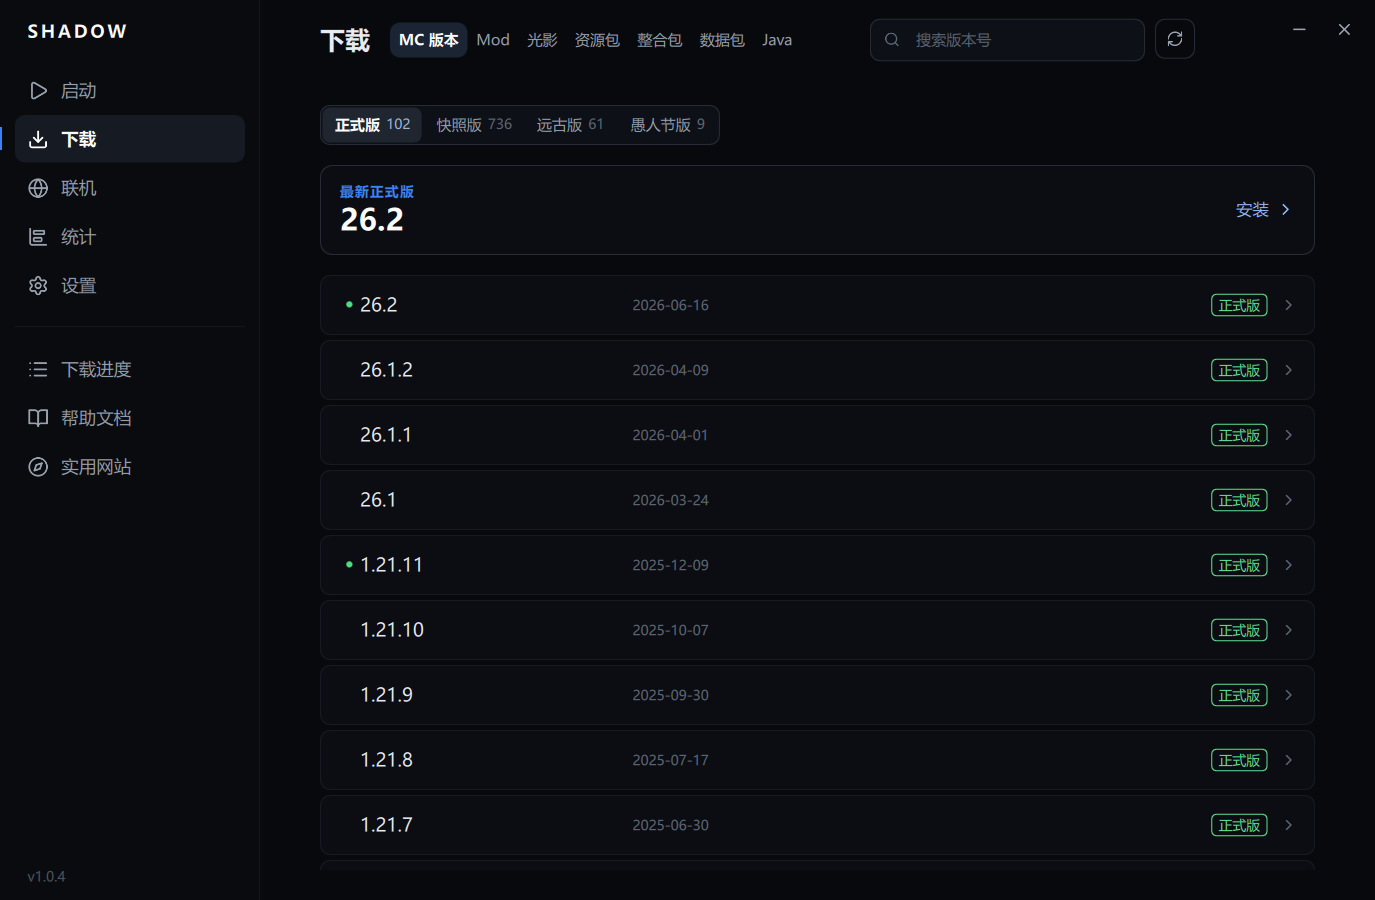 SHADOW
启动
下载
联机
统计
设置
下载进度
帮助文档
实用网站
v1.0.4
下载 MC 版本 Mod 光影 资源包 整合包 数据包 Java
搜索版本号
正式版 102 快照版 736 远古版 61 愚人节版 9
最新正式版
26.2
安装
26.2 2026-06-16 正式版
26.1.2 2026-04-09 正式版
26.1.1 2026-04-01 正式版
26.1 2026-03-24 正式版
1.21.11 2025-12-09 正式版
1.21.10 2025-10-07 正式版
1.21.9 2025-09-30 正式版
1.21.8 2025-07-17 正式版
1.21.7 2025-06-30 正式版